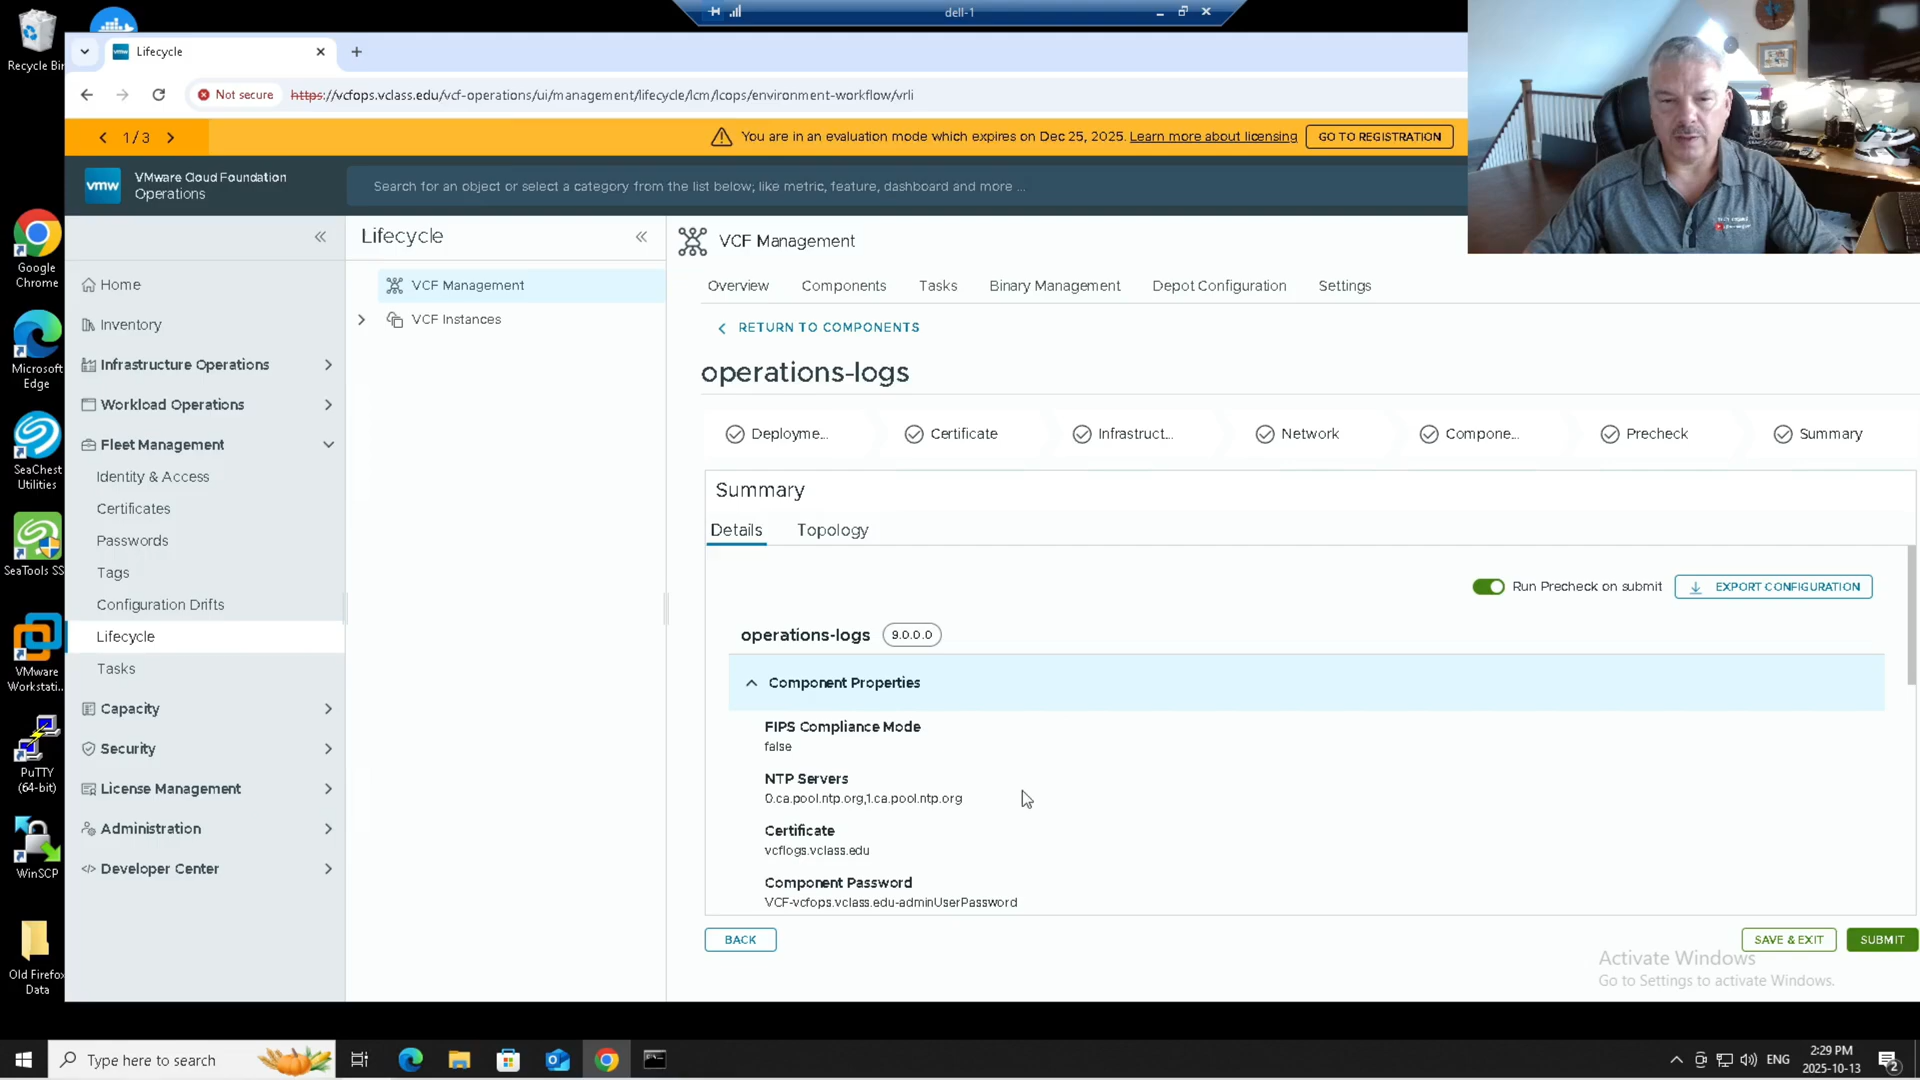 dell-1
Recycle Bin
Lifecycle
Not secure
https://vcfops.vclass.edu/vcf-operations/ui/management/lifecycle/lcm/lcops/environment-workflow/vrli
1 / 3
You are in an evaluation mode which expires on Dec 25, 2025. Learn more about licensing
GO TO REGISTRATION
vmw
VMware Cloud Foundation
Operations
Search for an object or select a category from the list below; like metric, feature, dashboard and more ...
Google
Chrome
Microsoft
Edge
SeaChest
Utilities
SeaTools SS
VMware
Workstati...
PuTTY
(64-bit)
WinSCP
Old Firefox
Data
Home
Inventory
Infrastructure Operations
Workload Operations
Fleet Management
Identity & Access
Certificates
Passwords
Tags
Configuration Drifts
Lifecycle
Tasks
Capacity
Security
License Management
Administration
Developer Center
Lifecycle
VCF Management
VCF Instances
VCF Management
Overview
Components
Tasks
Binary Management
Depot Configuration
Settings
RETURN TO COMPONENTS
operations-logs
Deployme...
Certificate
Infrastruct...
Network
Compone...
Precheck
Summary
Summary
Details
Topology
Run Precheck on submit
EXPORT CONFIGURATION
operations-logs
9.0.0.0
Component Properties
FIPS Compliance Mode
false
NTP Servers
0.ca.pool.ntp.org,1.ca.pool.ntp.org
Certificate
vcflogs.vclass.edu
Component Password
VCF-vcfops.vclass.edu-adminUserPassword
BACK
SAVE & EXIT
SUBMIT
Activate Windows
Go to Settings to activate Windows.
Type here to search
ENG
2:29 PM
2025-10-13
2